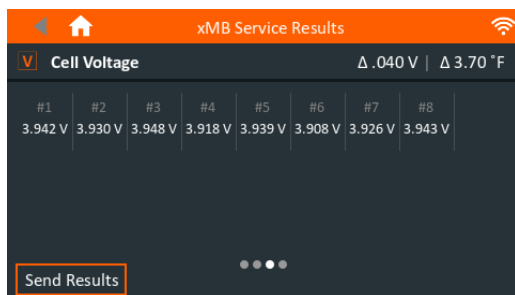 xMB Service Results
V Cell Voltage Δ .040 V | Δ 3.70 °F
#1 #2 #3 #4 #5 #6 #7 #8
3.942 V 3.930 V 3.948 V 3.918 V 3.939 V 3.908 V 3.926 V 3.943 V
Send Results